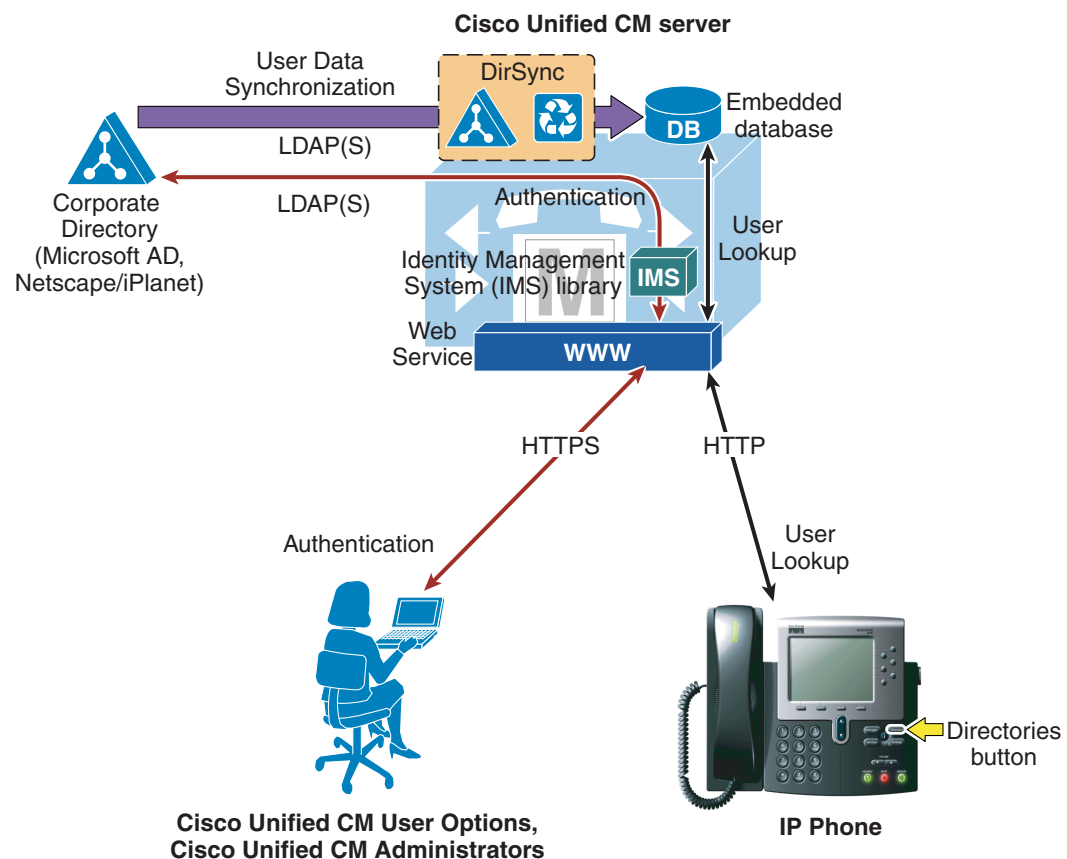 Cisco Unified CM server
User Data
Synchronization
DirSync
LDAP(S)
DB
Embedded
database
Corporate
Directory
(Microsoft AD,
Netscape/iPlanet)
LDAP(S)
Authentication
User
Lookup
Identity Management
System (IMS) library
IMS
M
Web
Service
WWW
HTTPS
HTTP
Authentication
User
Lookup
Directories
button
Cisco Unified CM User Options,
Cisco Unified CM Administrators
IP Phone